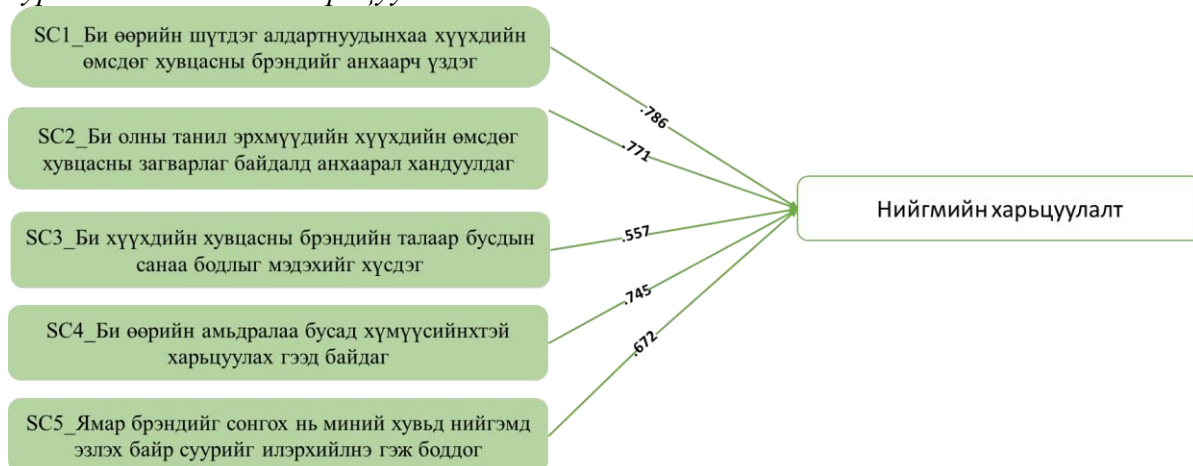 SC1_Би өөрийн шүтдэг алдартнуудынхаа хүүхдийн
өмсдөг хувцасны брэндийг анхаарч үздэг
.786
SC2_Би олны танил эрхмүүдийн хүүхдийн өмсдөг
хувцасны загварлаг байдалд анхаарал хандуулдаг
.771
Нийгмийн харьцуулалт
SC3_Би хүүхдийн хувцасны брэндийн талаар бусдын
санаа бодлыг мэдэхийг хүсдэг
.557
SC4_Би өөрийн амьдралаа бусад хүмүүсийнхтэй
харьцуулах гээд байдаг
.745
.672
SC5_Ямар брэндийг сонгох нь миний хувьд нийгэмд
эзлэх байр суурийг илэрхийлнэ гэж боддог